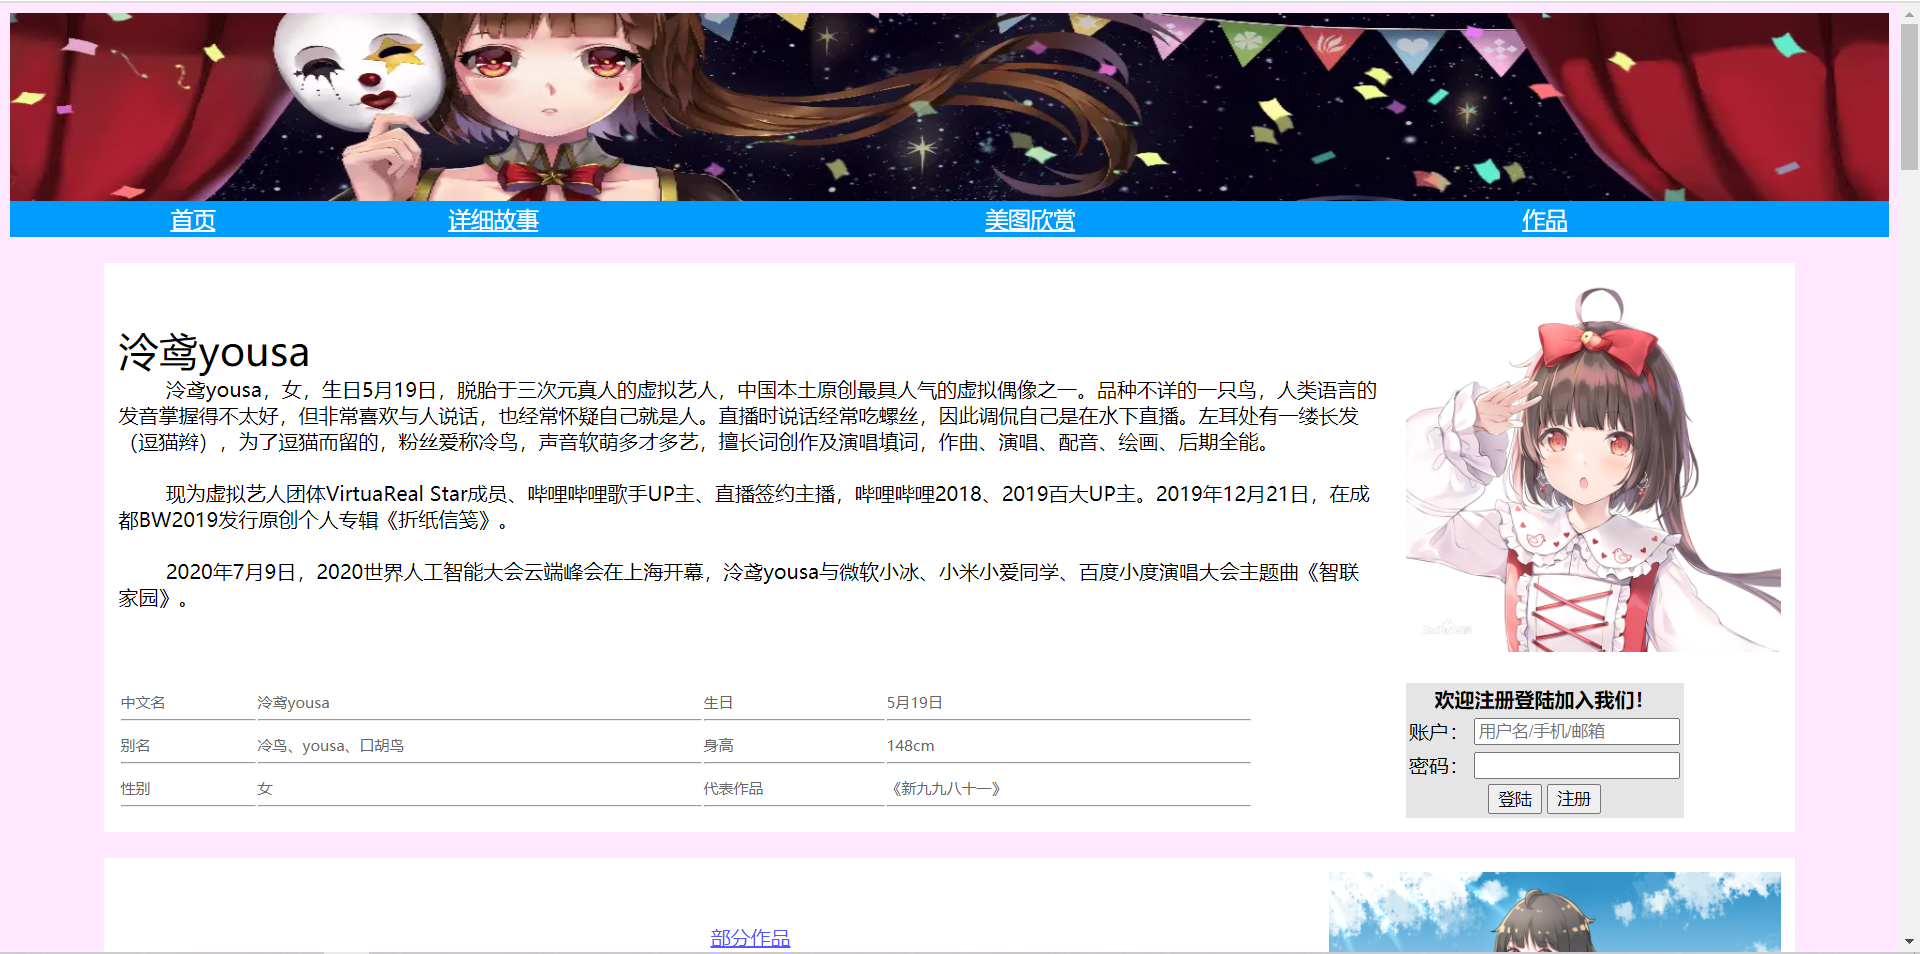 首页 详细故事 美图欣赏 作品
泠鸢yousa
泠鸢yousa，女，生日5月19日，脱胎于三次元真人的虚拟艺人，中国本土原创最具人气的虚拟偶像之一。品种不详的一只鸟，人类语言的
发音掌握得不太好，但非常喜欢与人说话，也经常怀疑自己就是人。直播时说话经常吃螺丝，因此调侃自己是在水下直播。左耳处有一缕长发
（逗猫辫），为了逗猫而留的，粉丝爱称冷鸟，声音软萌多才多艺，擅长词创作及演唱填词，作曲、演唱、配音、绘画、后期全能。
现为虚拟艺人团体VirtuaReal Star成员、哔哩哔哩歌手UP主、直播签约主播，哔哩哔哩2018、2019百大UP主。2019年12月21日，在成
都BW2019发行原创个人专辑《折纸信笺》。
2020年7月9日，2020世界人工智能大会云端峰会在上海开幕，泠鸢yousa与微软小冰、小米小爱同学、百度小度演唱大会主题曲《智联
家园》。
中文名 泠鸢yousa 生日 5月19日
别名 冷鸟、yousa、口胡鸟 身高 148cm
性别 女 代表作品 《新九九八十一》
欢迎注册登陆加入我们！
账户： 用户名/手机/邮箱
密码：
登陆 注册
部分作品